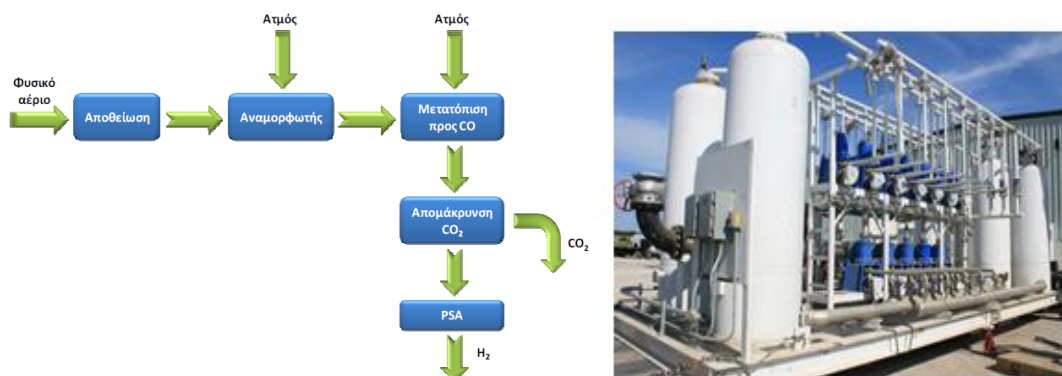 Ατμός
Ατμός
Φυσικό
αέριο
Αποθείωση
Αναμορφωτής
Μετατόπιση
προς CO
Απομάκρυνση
CO₂
CO₂
PSA
H₂